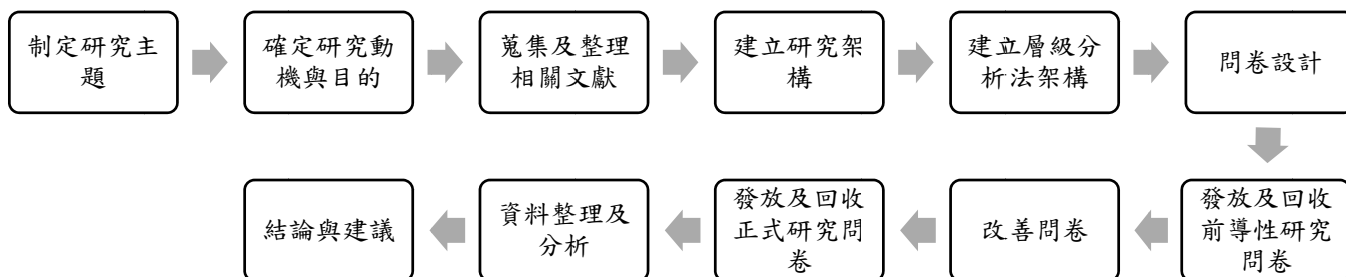 制定研究主
題
確定研究動
機與目的
蒐集及整理
相關文獻
建立研究架
構
建立層級分
析法架構
問卷設計
發放及回收
前導性研究
問卷
改善問卷
發放及回收
正式研究問
卷
資料整理及
分析
結論與建議